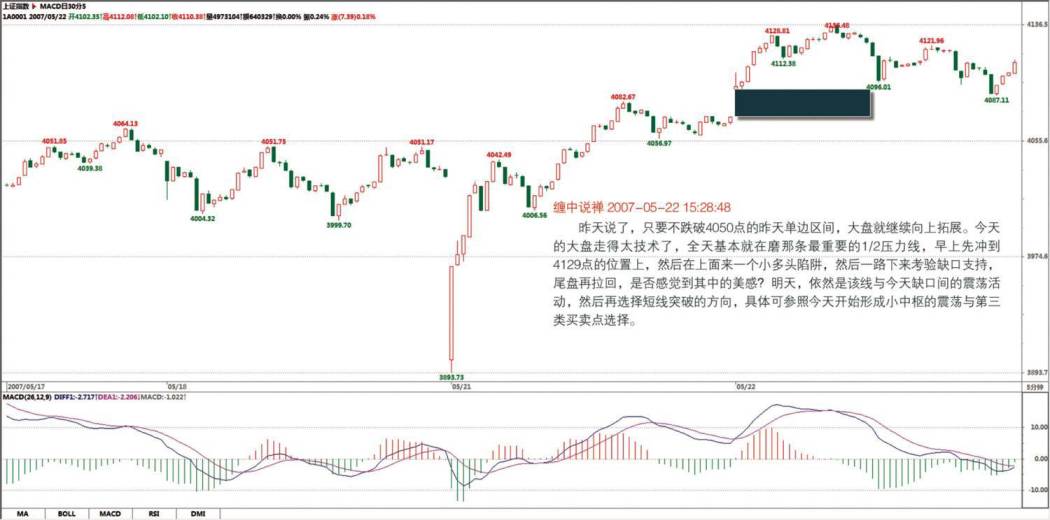 上证指数 ▶ MACD日30分5
1A0001 2007/05/22 开4102.35↑高4112.08↑低4102.10↑收4110.38↑量4973104↑额640329↑换0.00% 振0.24% 涨(7.39)0.18%
4136.5
4128.81
4136.48
4121.96
4112.38
4096.01
4087.11
4082.67
4064.13
4051.85
4051.75
4051.17
4055.6
4056.97
4042.49
4039.38
4004.32
3999.70
4006.56
缠中说禅 2007-05-22 15:28:48
昨天说了，只要不跌破4050点的昨天单边区间，大盘就继续向上拓展。今天
的大盘走得太技术了，全天基本就在磨那条最重要的1/2压力线，早上先冲到
4129点的位置上，然后在上面来一个小多头陷阱，然后一路下来考验缺口支持，
尾盘再拉回，是否感觉到其中的美感？明天，依然是该线与今天缺口间的震荡活
动，然后再选择短线突破的方向，具体可参照今天开始形成小中枢的震荡与第三
类买卖点选择。
3974.6
3893.73
3893.7
2007/05/17 05/18 05/21 05/22 5分钟
MACD(26,12,9) DIFF1:-2.717↑DEA1:-2.206↓MACD:-1.022↑
10.00
0.00
-10.00
MA BOLL MACD RSI DMI